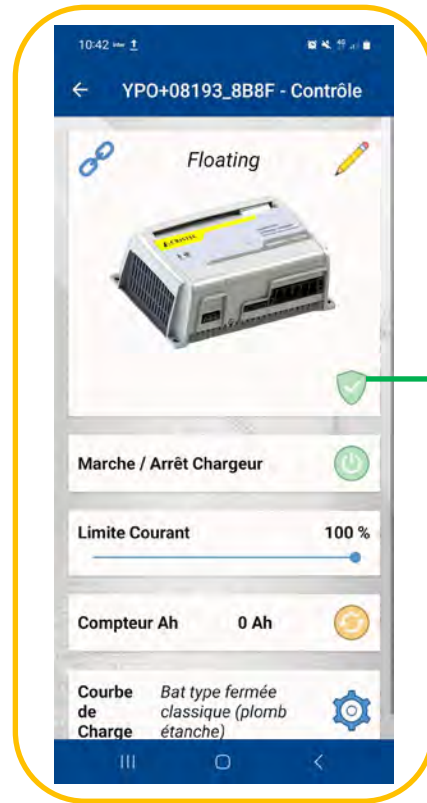 10:42
YPO+08193_8B8F - Contrôle
Floating
CRISTEC
Marche / Arrêt Chargeur
Limite Courant 100 %
Compteur Ah 0 Ah
Courbe de Charge
Bat type fermée classique (plomb étanche)